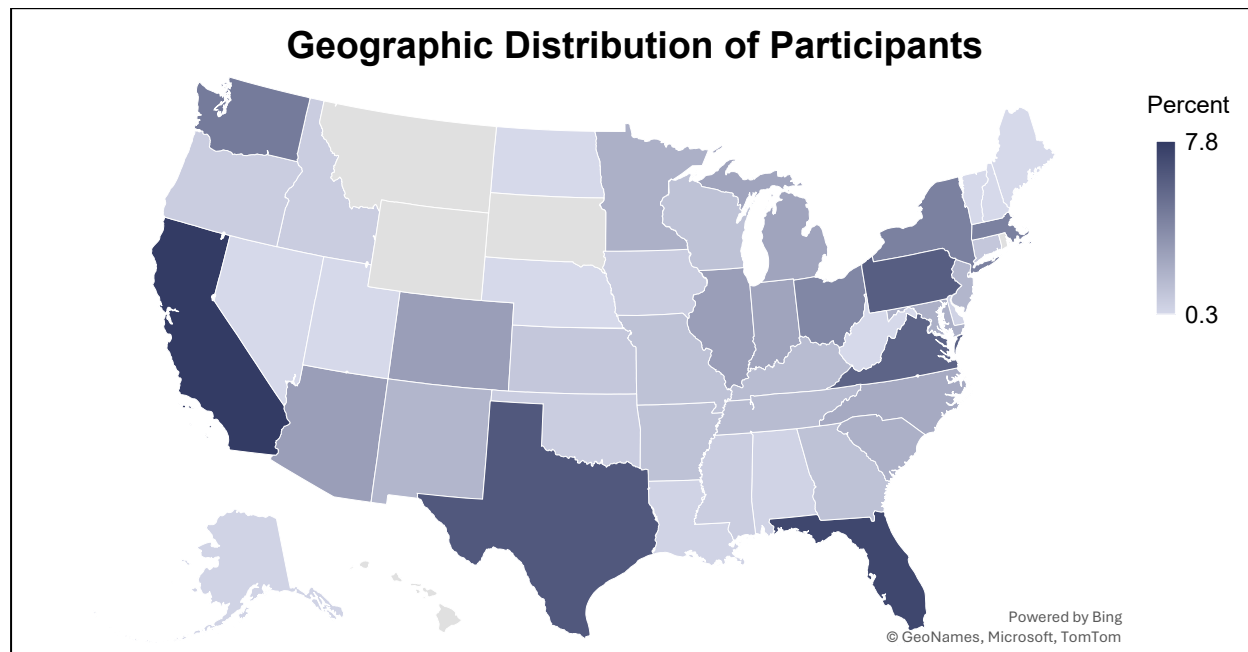 Geographic Distribution of Participants
Percent
7.8
0.3
Powered by Bing
© GeoNames, Microsoft, TomTom